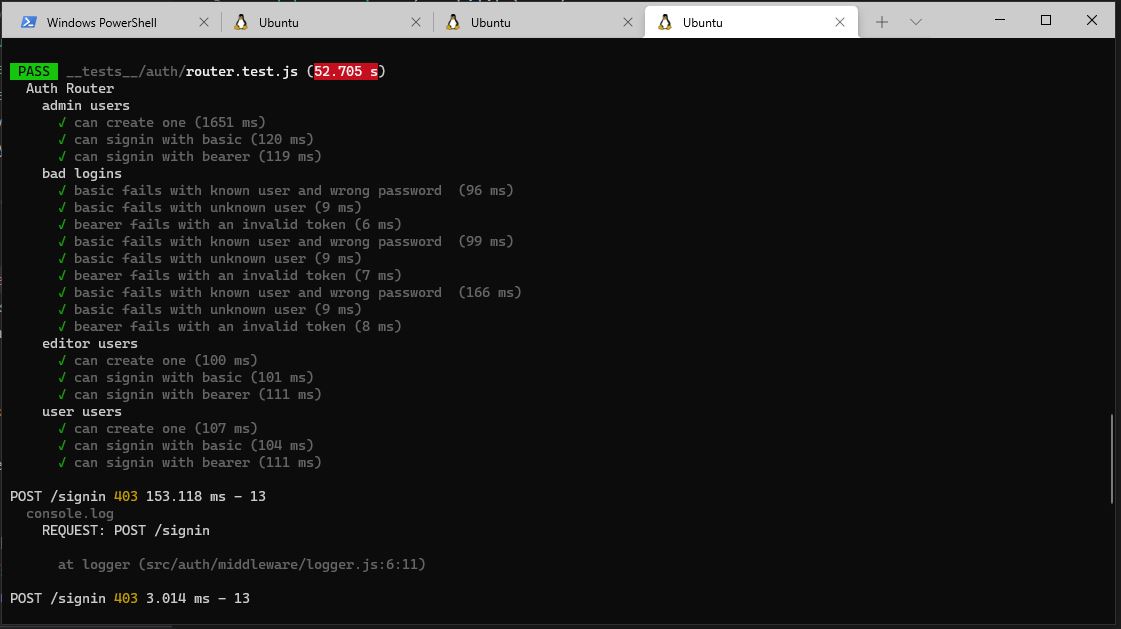 Windows PowerShell
Ubuntu
Ubuntu
Ubuntu
PASS __tests__/auth/router.test.js (52.705 s)
Auth Router
admin users
✓ can create one (1651 ms)
✓ can signin with basic (120 ms)
✓ can signin with bearer (119 ms)
bad logins
✓ basic fails with known user and wrong password  (96 ms)
✓ basic fails with unknown user (9 ms)
✓ bearer fails with an invalid token (6 ms)
✓ basic fails with known user and wrong password  (99 ms)
✓ basic fails with unknown user (9 ms)
✓ bearer fails with an invalid token (7 ms)
✓ basic fails with known user and wrong password  (166 ms)
✓ basic fails with unknown user (9 ms)
✓ bearer fails with an invalid token (8 ms)
editor users
✓ can create one (100 ms)
✓ can signin with basic (101 ms)
✓ can signin with bearer (111 ms)
user users
✓ can create one (107 ms)
✓ can signin with basic (104 ms)
✓ can signin with bearer (111 ms)
POST /signin 403 153.118 ms - 13
console.log
REQUEST: POST /signin
at logger (src/auth/middleware/logger.js:6:11)
POST /signin 403 3.014 ms - 13